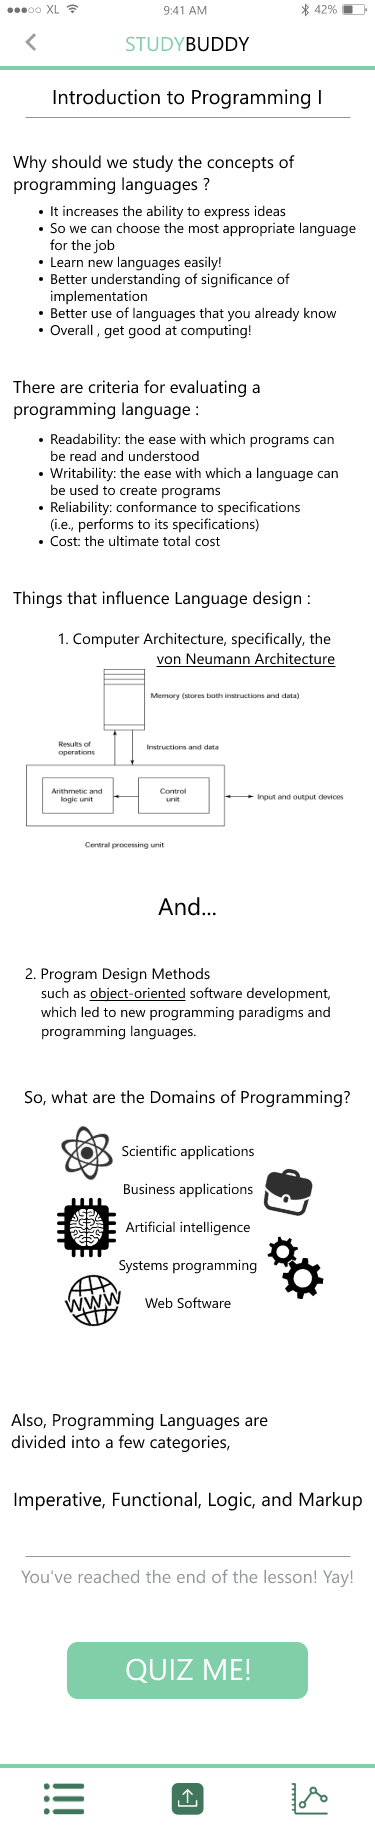 XL 9:41 AM 42%
STUDYBUDDY
Introduction to Programming I
Why should we study the concepts of
programming languages ?
• It increases the ability to express ideas
• So we can choose the most appropriate language
for the job
• Learn new languages easily!
• Better understanding of significance of
implementation
• Better use of languages that you already know
• Overall , get good at computing!
There are criteria for evaluating a
programming language :
• Readability: the ease with which programs can
be read and understood
• Writability: the ease with which a language can
be used to create programs
• Reliability: conformance to specifications
(i.e., performs to its specifications)
• Cost: the ultimate total cost
Things that influence Language design :
1. Computer Architecture, specifically, the
von Neumann Architecture
Memory (stores both instructions and data)
Results of
operations
Instructions and data
Arithmetic and
logic unit
Control
unit
Input and output devices
Central processing unit
And...
2. Program Design Methods
such as object-oriented software development,
which led to new programming paradigms and
programming languages.
So, what are the Domains of Programming?
Scientific applications
Business applications
Artificial intelligence
Systems programming
WWW
Web Software
Also, Programming Languages are
divided into a few categories,
Imperative, Functional, Logic, and Markup
You've reached the end of the lesson! Yay!
QUIZ ME!